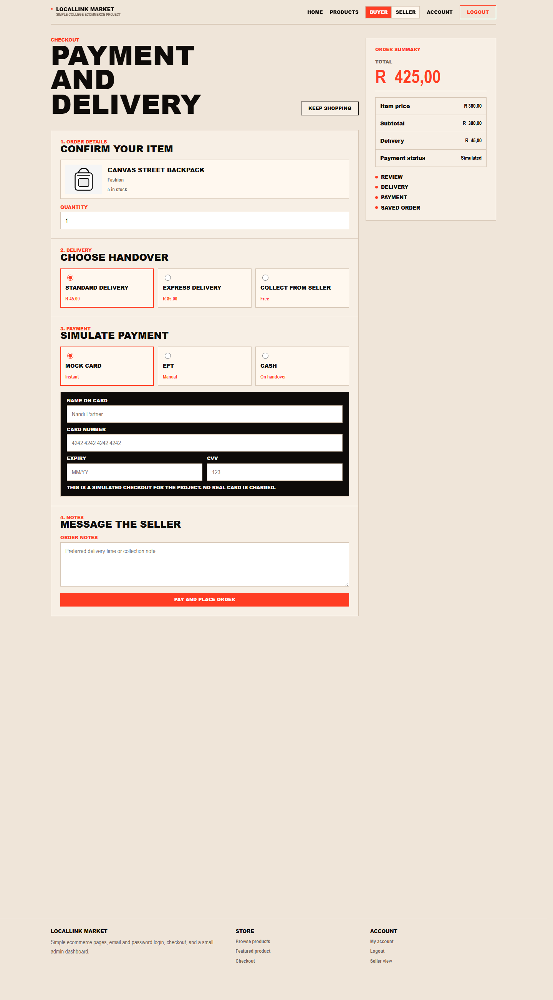 LOCALLINK MARKET
SIMPLE COLLEGE ECOMMERCE PROJECT
HOME PRODUCTS BUYER SELLER ACCOUNT LOGOUT
CHECKOUT
PAYMENT
AND
DELIVERY
KEEP SHOPPING
1. ORDER DETAILS
CONFIRM YOUR ITEM
CANVAS STREET BACKPACK
Fashion
5 in stock
QUANTITY
1
2. DELIVERY
CHOOSE HANDOVER
STANDARD DELIVERY
R 45.00
EXPRESS DELIVERY
R 85.00
COLLECT FROM SELLER
Free
3. PAYMENT
SIMULATE PAYMENT
MOCK CARD
Instant
EFT
Manual
CASH
On handover
NAME ON CARD
Nandi Partner
CARD NUMBER
4242 4242 4242 4242
EXPIRY
MM/YY
CVV
123
THIS IS A SIMULATED CHECKOUT FOR THE PROJECT. NO REAL CARD IS CHARGED.
4. NOTES
MESSAGE THE SELLER
ORDER NOTES
Preferred delivery time or collection note
PAY AND PLACE ORDER
ORDER SUMMARY
TOTAL
R 425,00
Item price R 380.00
Subtotal R 380,00
Delivery R 45,00
Payment status Simulated
REVIEW
DELIVERY
PAYMENT
SAVED ORDER
LOCALLINK MARKET
Simple ecommerce pages, email and password login, checkout, and a small
admin dashboard.
STORE
Browse products
Featured product
Checkout
ACCOUNT
My account
Logout
Seller view